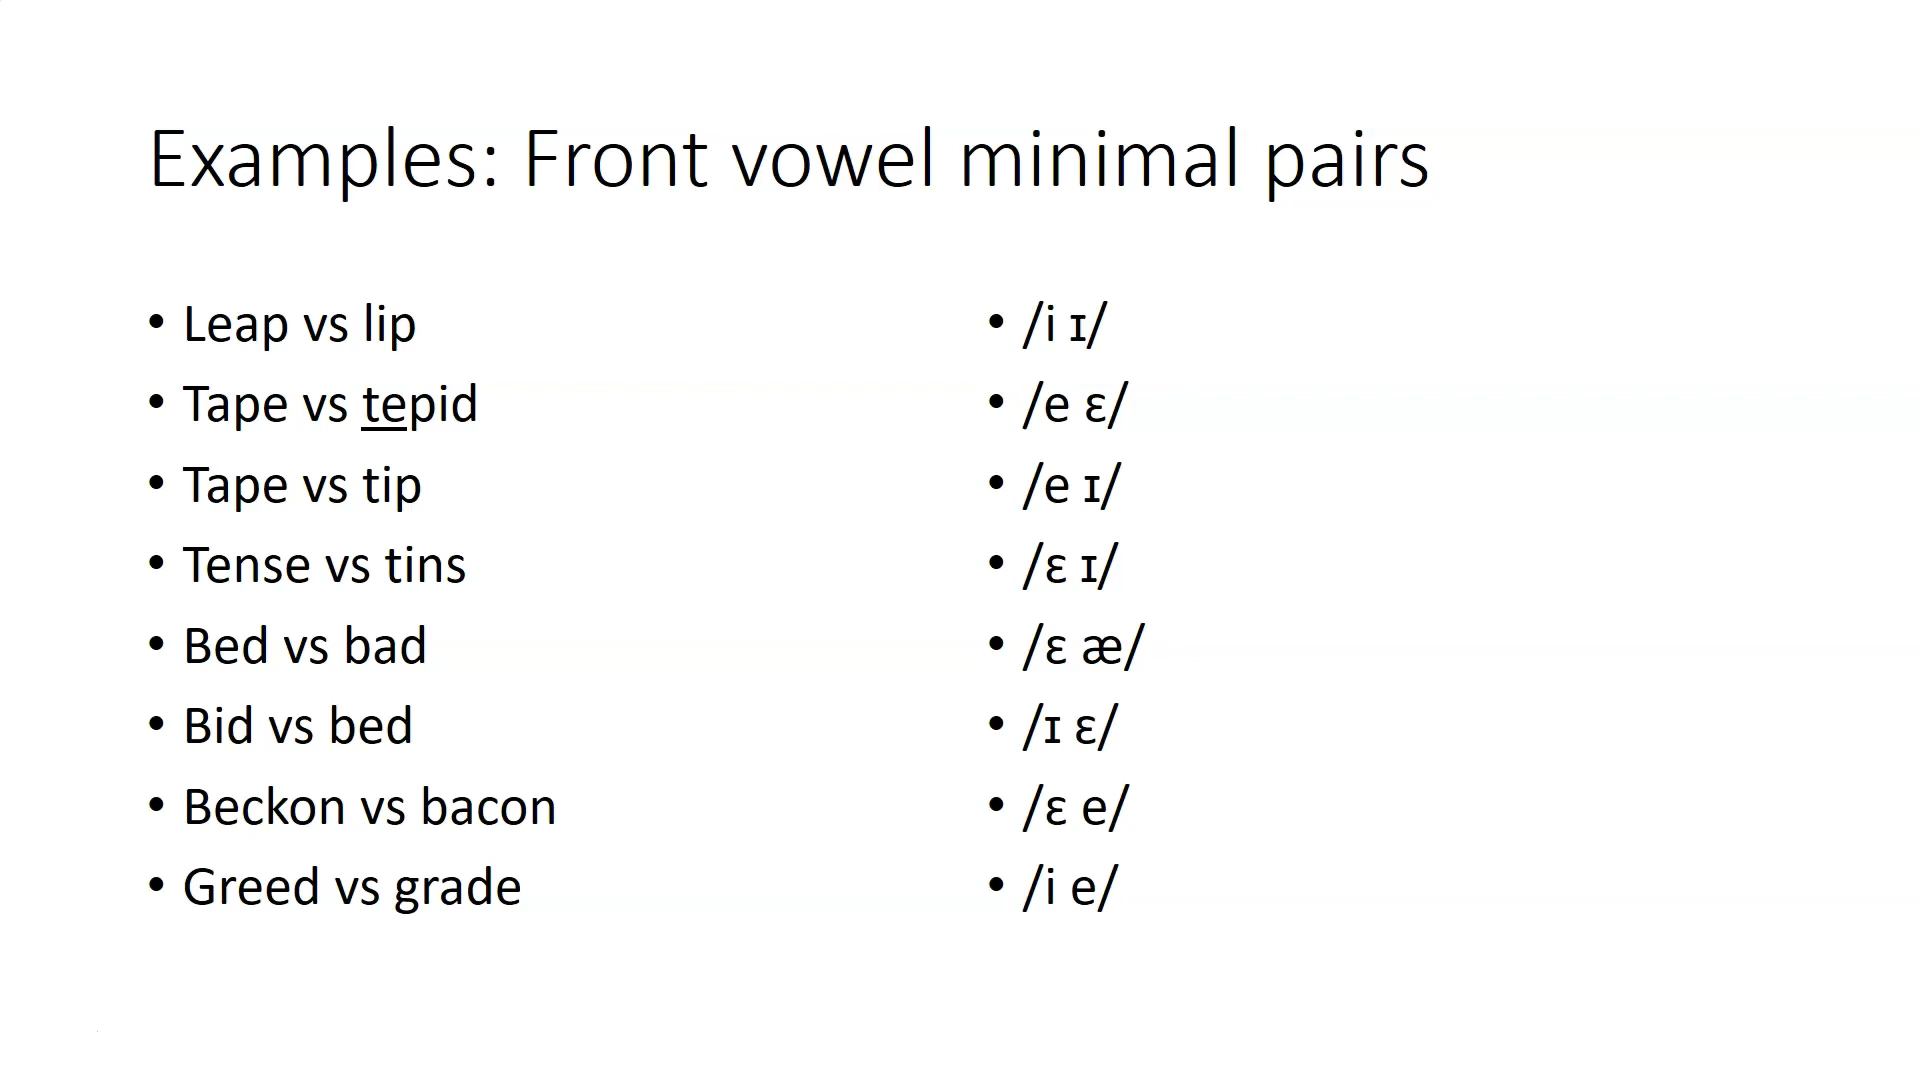 Examples: Front vowel minimal pairs
• Leap vs lip
• Tape vs tepid
• Tape vs tip
• Tense vs tins
• Bed vs bad
• Bid vs bed
• Beckon vs bacon
• Greed vs grade
• /i ɪ/
• /e ɛ/
• /e ɪ/
• /ɛ ɪ/
• /ɛ æ/
• /ɪ ɛ/
• /ɛ e/
• /i e/